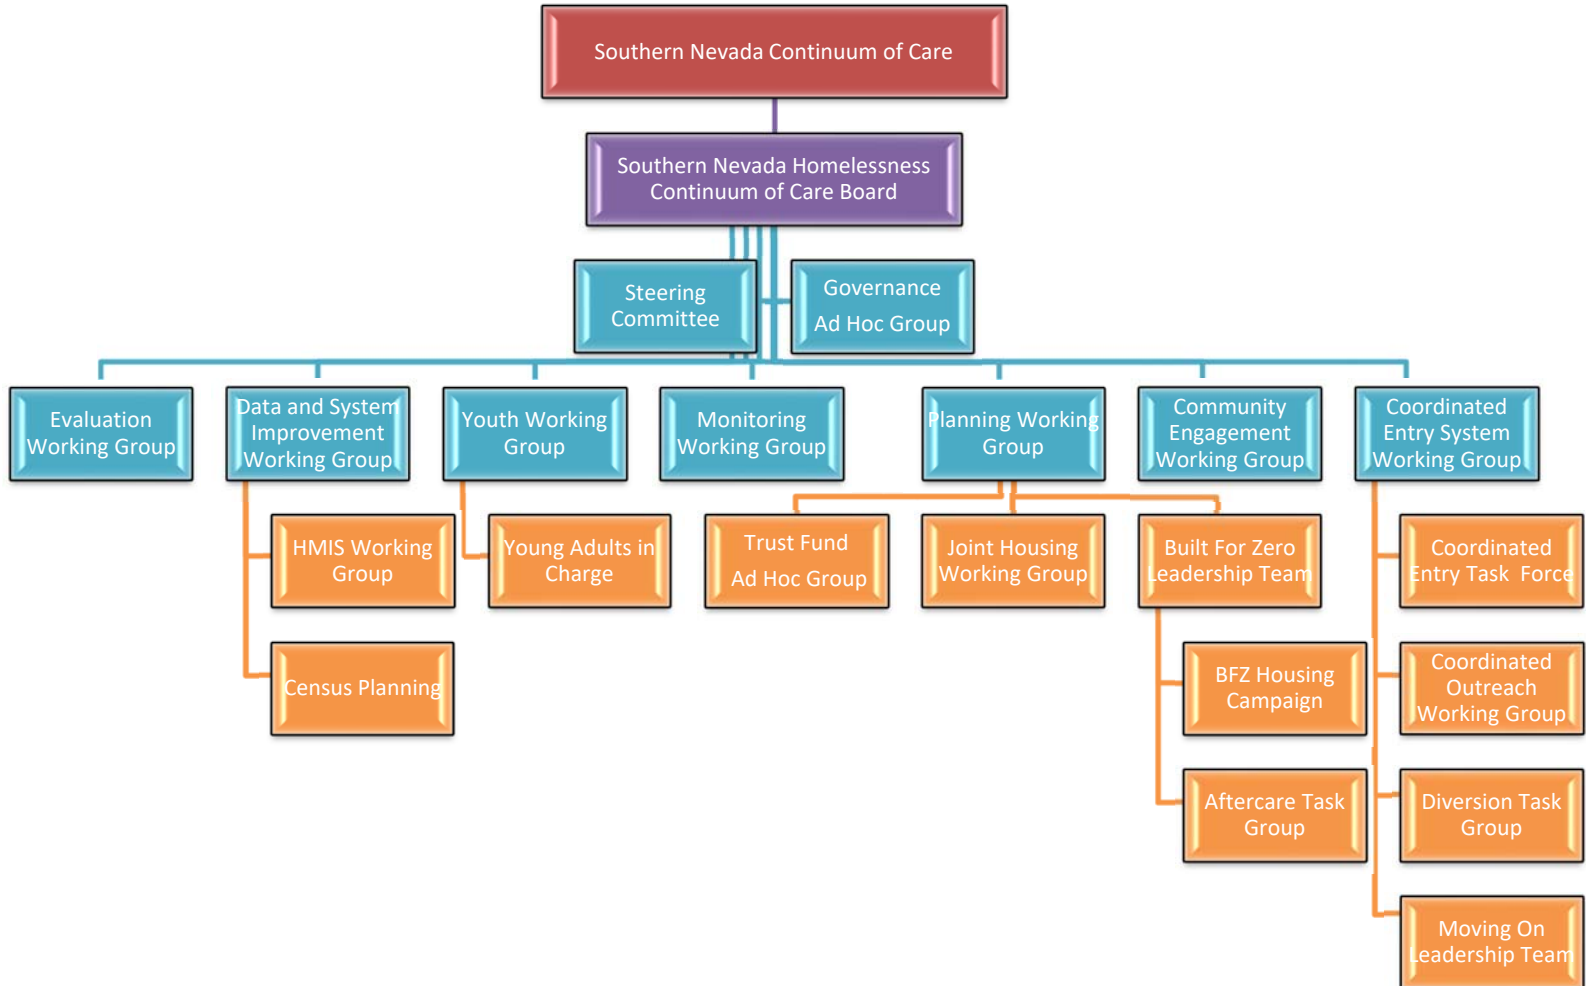 Southern Nevada Continuum of Care
Southern Nevada Homelessness
Continuum of Care Board
Steering
Committee
Governance
Ad Hoc Group
Evaluation
Working Group
Data and System
Improvement
Working Group
Youth Working
Group
Monitoring
Working Group
Planning Working
Group
Community
Engagement
Working Group
Coordinated
Entry System
Working Group
HMIS Working
Group
Census Planning
Young Adults in
Charge
Trust Fund
Ad Hoc Group
Joint Housing
Working Group
Built For Zero
Leadership Team
BFZ Housing
Campaign
Aftercare Task
Group
Coordinated
Entry Task  Force
Coordinated
Outreach
Working Group
Diversion Task
Group
Moving On
Leadership Team